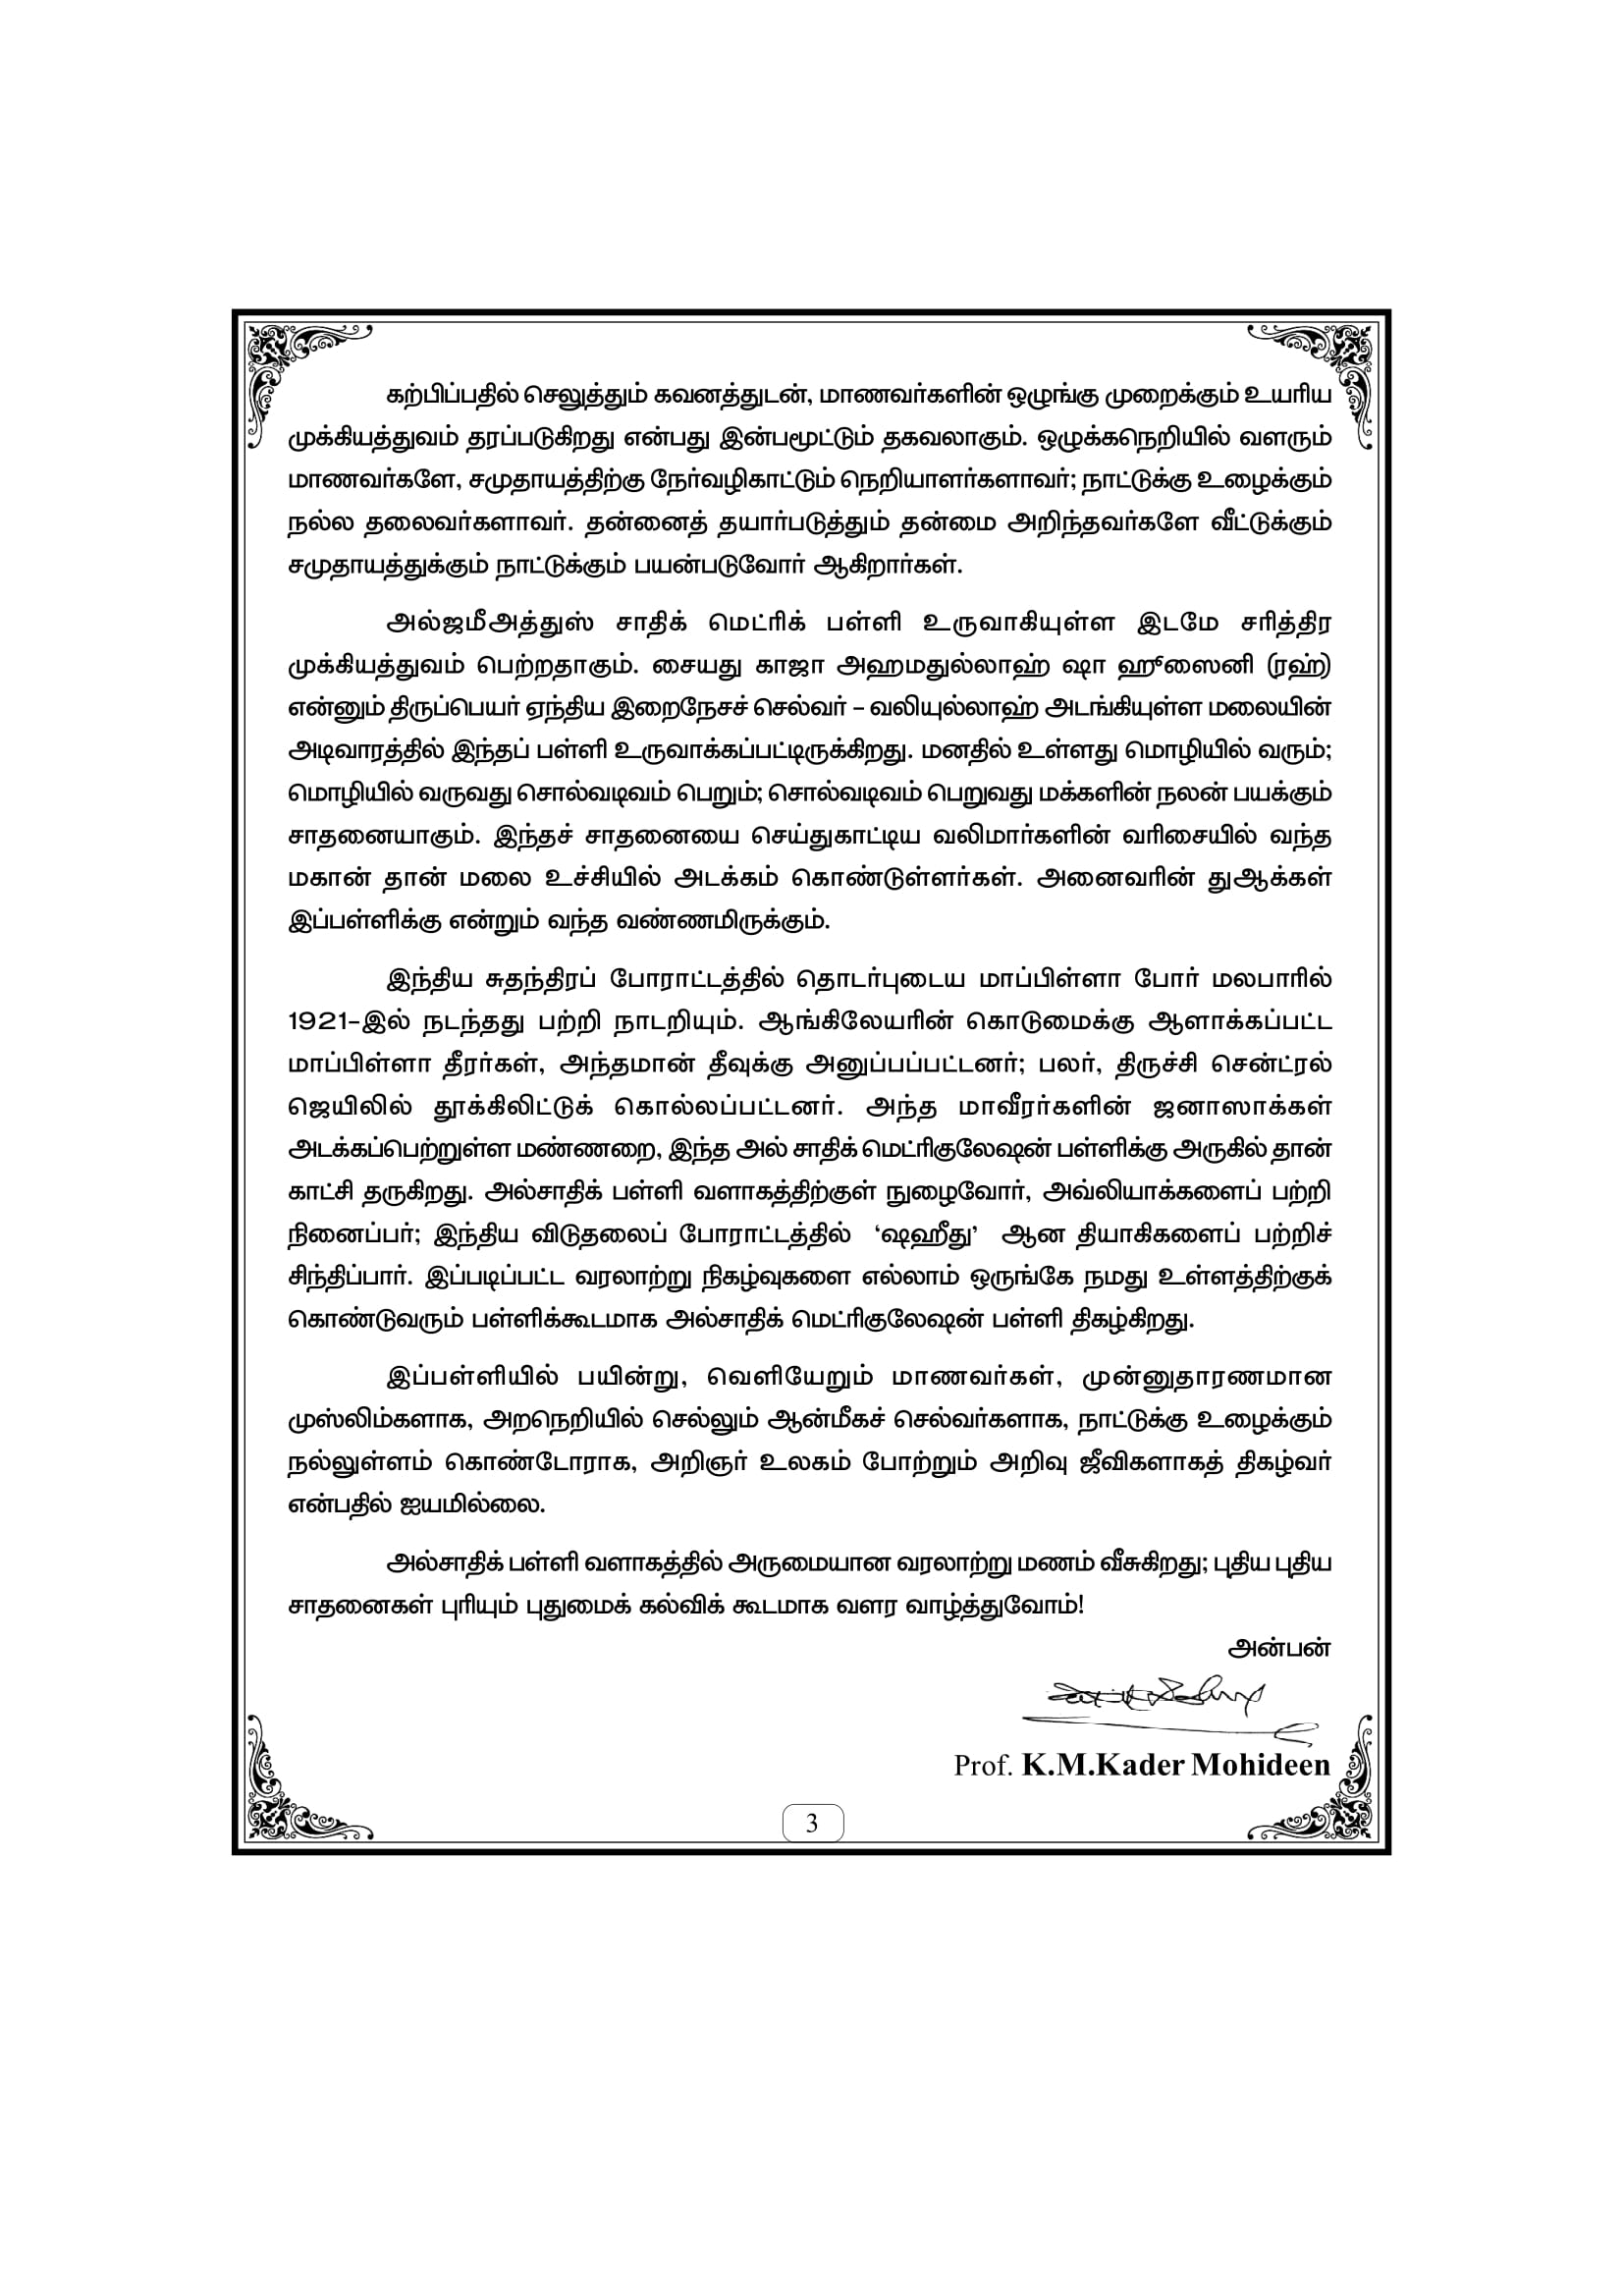 கற்பிப்பதில் செலுத்தும் கவனத்துடன், மாணவர்களின் ஒழுங்கு முறைக்கும் உயரிய
முக்கியத்துவம் தரப்படுகிறது என்பது இன்பமூட்டும் தகவலாகும். ஒழுக்கநெறியில் வளரும்
மாணவர்களே, சமுதாயத்திற்கு நேர்வழிகாட்டும் நெறியாளர்களாவர்; நாட்டுக்கு உழைக்கும்
நல்ல தலைவர்களாவர். தன்னைத் தயார்படுத்தும் தன்மை அறிந்தவர்களே வீட்டுக்கும்
சமுதாயத்துக்கும் நாட்டுக்கும் பயன்படுவோர் ஆகிறார்கள்.
அல்ஜமீஅத்துஸ் சாதிக் மெட்ரிக் பள்ளி உருவாகியுள்ள இடமே சரித்திர
முக்கியத்துவம் பெற்றதாகும். சையது காஜா அஹமதுல்லாஹ் ஷா ஹூஸைனி (ரஹ்)
என்னும் திருப்பெயர் ஏந்திய இறைநேசச் செல்வர் – வலியுல்லாஹ் அடங்கியுள்ள மலையின்
அடிவாரத்தில் இந்தப் பள்ளி உருவாக்கப்பட்டிருக்கிறது. மனதில் உள்ளது மொழியில் வரும்;
மொழியில் வருவது சொல்வடிவம் பெறும்; சொல்வடிவம் பெறுவது மக்களின் நலன் பயக்கும்
சாதனையாகும். இந்தச் சாதனையை செய்துகாட்டிய வலிமார்களின் வரிசையில் வந்த
மகான் தான் மலை உச்சியில் அடக்கம் கொண்டுள்ளர்கள். அனைவரின் துஆக்கள்
இப்பள்ளிக்கு என்றும் வந்த வண்ணமிருக்கும்.
இந்திய சுதந்திரப் போராட்டத்தில் தொடர்புடைய மாப்பிள்ளா போர் மலபாரில்
1921-இல் நடந்தது பற்றி நாடறியும். ஆங்கிலேயரின் கொடுமைக்கு ஆளாக்கப்பட்ட
மாப்பிள்ளா தீரர்கள், அந்தமான் தீவுக்கு அனுப்பப்பட்டனர்; பலர், திருச்சி சென்ட்ரல்
ஜெயிலில் தூக்கிலிட்டுக் கொல்லப்பட்டனர். அந்த மாவீரர்களின் ஜனாஸாக்கள்
அடக்கப்பெற்றுள்ள மண்ணறை, இந்த அல் சாதிக் மெட்ரிகுலேஷன் பள்ளிக்கு அருகில் தான்
காட்சி தருகிறது. அல்சாதிக் பள்ளி வளாகத்திற்குள் நுழைவோர், அவ்லியாக்களைப் பற்றி
நினைப்பர்; இந்திய விடுதலைப் போராட்டத்தில் ‘ஷஹீது’ ஆன தியாகிகளைப் பற்றிச்
சிந்திப்பார். இப்படிப்பட்ட வரலாற்று நிகழ்வுகளை எல்லாம் ஒருங்கே நமது உள்ளத்திற்குக்
கொண்டுவரும் பள்ளிக்கூடமாக அல்சாதிக் மெட்ரிகுலேஷன் பள்ளி திகழ்கிறது.
இப்பள்ளியில் பயின்று, வெளியேறும் மாணவர்கள், முன்னுதாரணமான
முஸ்லிம்களாக, அறநெறியில் செல்லும் ஆன்மீகச் செல்வர்களாக, நாட்டுக்கு உழைக்கும்
நல்லுள்ளம் கொண்டோராக, அறிஞர் உலகம் போற்றும் அறிவு ஜீவிகளாகத் திகழ்வர்
என்பதில் ஐயமில்லை.
அல்சாதிக் பள்ளி வளாகத்தில் அருமையான வரலாற்று மணம் வீசுகிறது; புதிய புதிய
சாதனைகள் புரியும் புதுமைக் கல்விக் கூடமாக வளர வாழ்த்துவோம்!
அன்பன்
Prof. K.M.Kader Mohideen
3